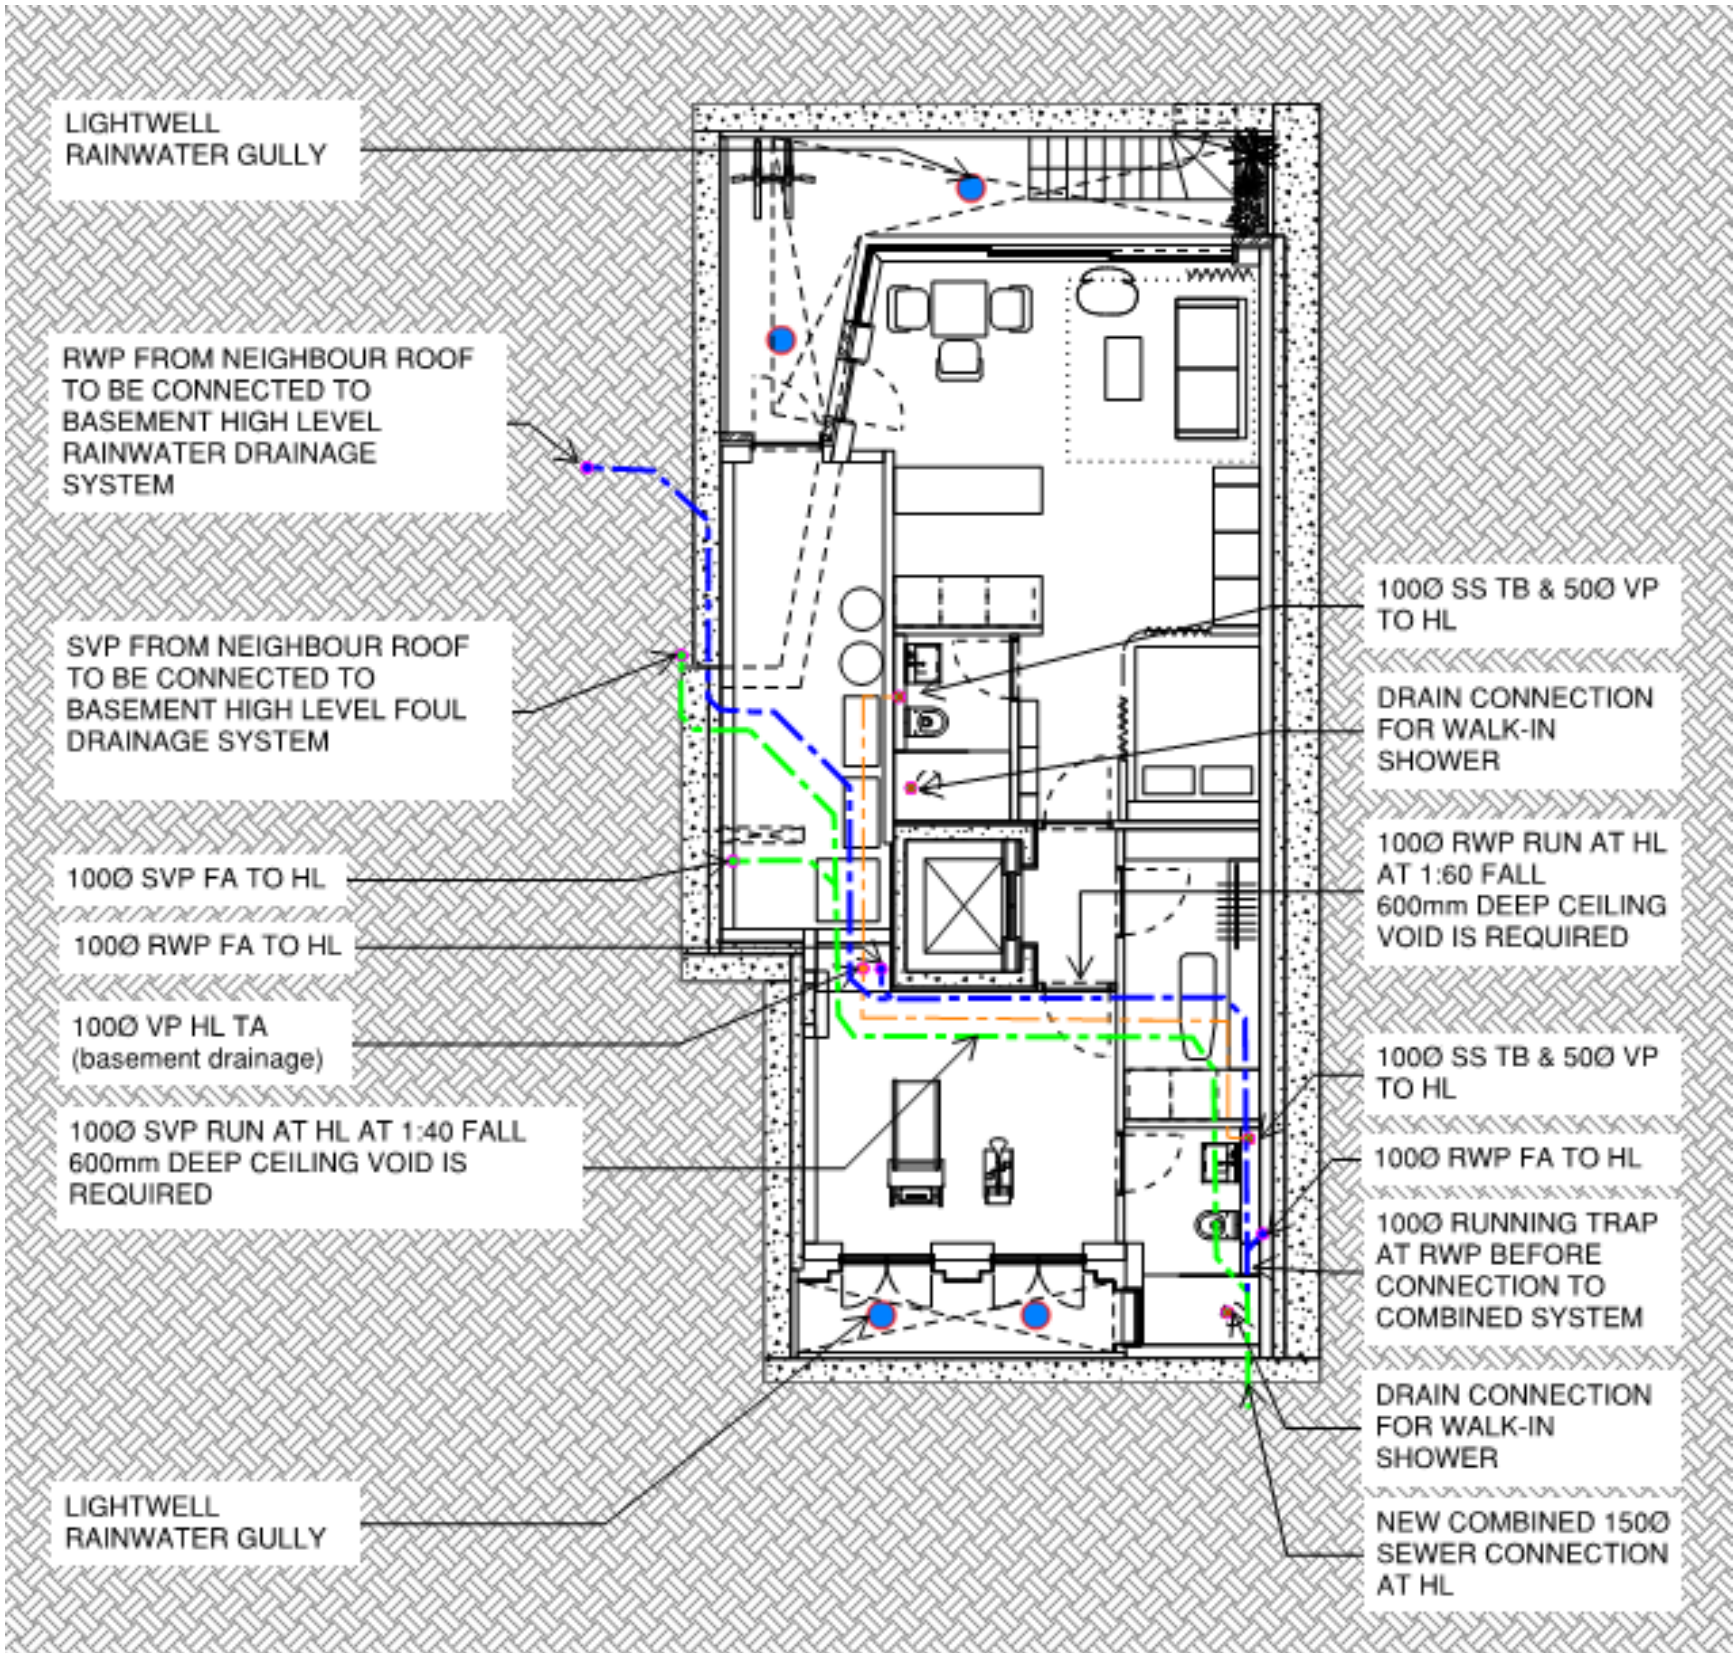 LIGHTWELL
RAINWATER GULLY
RWP FROM NEIGHBOUR ROOF
TO BE CONNECTED TO
BASEMENT HIGH LEVEL
RAINWATER DRAINAGE
SYSTEM
SVP FROM NEIGHBOUR ROOF
TO BE CONNECTED TO
BASEMENT HIGH LEVEL FOUL
DRAINAGE SYSTEM
100Ø SVP FA TO HL
100Ø RWP FA TO HL
100Ø VP HL TA
(basement drainage)
100Ø SVP RUN AT HL AT 1:40 FALL
600mm DEEP CEILING VOID IS
REQUIRED
LIGHTWELL
RAINWATER GULLY
100Ø SS TB & 50Ø VP
TO HL
DRAIN CONNECTION
FOR WALK-IN
SHOWER
100Ø RWP RUN AT HL
AT 1:60 FALL
600mm DEEP CEILING
VOID IS REQUIRED
100Ø SS TB & 50Ø VP
TO HL
100Ø RWP FA TO HL
100Ø RUNNING TRAP
AT RWP BEFORE
CONNECTION TO
COMBINED SYSTEM
DRAIN CONNECTION
FOR WALK-IN
SHOWER
NEW COMBINED 150Ø
SEWER CONNECTION
AT HL